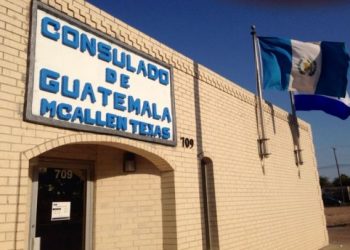 CONSULADO
DE
GUATEMALA
MCALLEN TEXAS
709
709